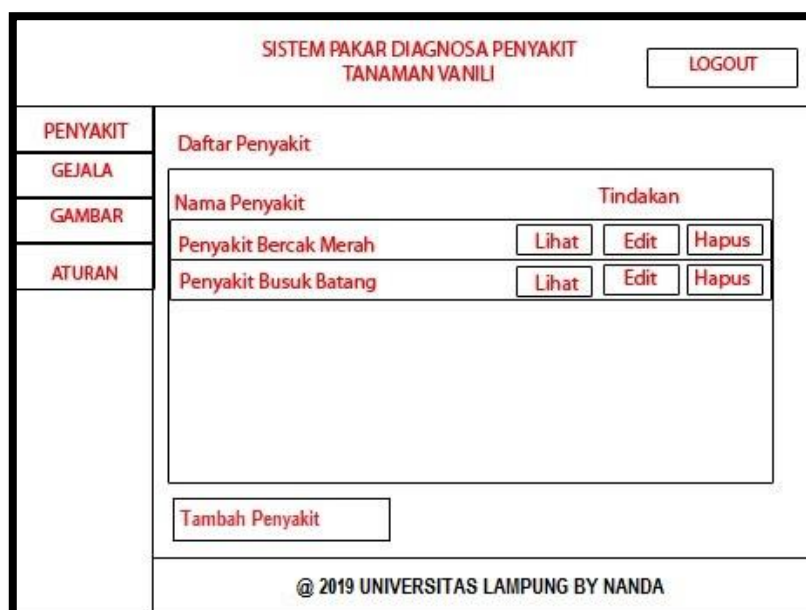 SISTEM PAKAR DIAGNOSA PENYAKIT
TANAMAN VANILI
LOGOUT
PENYAKIT
GEJALA
GAMBAR
ATURAN
Daftar Penyakit
Nama Penyakit Tindakan
Penyakit Bercak Merah Lihat Edit Hapus
Penyakit Busuk Batang Lihat Edit Hapus
Tambah Penyakit
@ 2019 UNIVERSITAS LAMPUNG BY NANDA